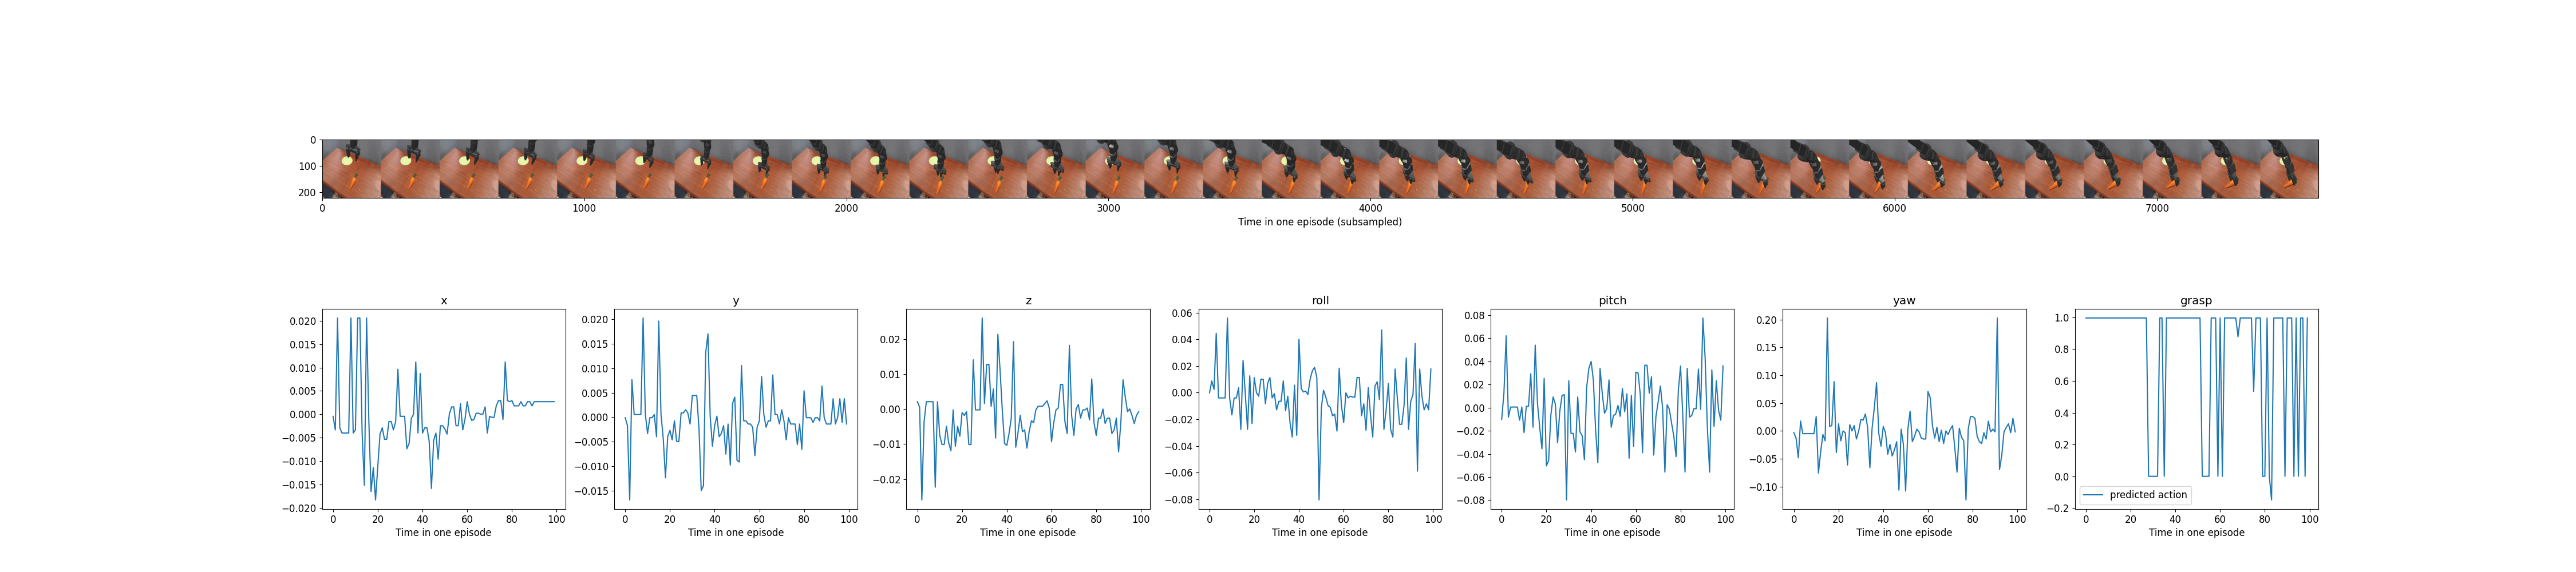 0
100
200
0 1000 2000 3000 4000 5000 6000 7000
Time in one episode (subsampled)
x
0.020
0.015
0.010
0.005
0.000
−0.005
−0.010
−0.015
−0.020
0 20 40 60 80 100
Time in one episode
y
0.020
0.015
0.010
0.005
0.000
−0.005
−0.010
−0.015
0 20 40 60 80 100
Time in one episode
z
0.02
0.01
0.00
−0.01
−0.02
0 20 40 60 80 100
Time in one episode
roll
0.06
0.04
0.02
0.00
−0.02
−0.04
−0.06
−0.08
0 20 40 60 80 100
Time in one episode
pitch
0.08
0.06
0.04
0.02
0.00
−0.02
−0.04
−0.06
−0.08
0 20 40 60 80 100
Time in one episode
yaw
0.20
0.15
0.10
0.05
0.00
−0.05
−0.10
0 20 40 60 80 100
Time in one episode
grasp
1.0
0.8
0.6
0.4
0.2
0.0
−0.2
predicted action
0 20 40 60 80 100
Time in one episode